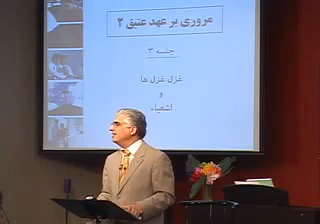 مروری بر عهد عتیق ۲
جلسه ۳
غزل غزل ها
و
اشعیاء